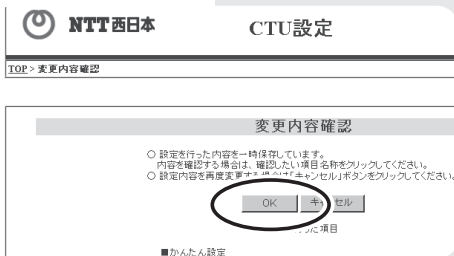 NTT西日本
CTU設定
TOP > 変更内容確認
変更内容確認
○ 設定を行った内容を一時保存しています。
内容を確認する場合は、確認したい項目名称をクリックしてください。
○ 設定内容を再度変更する場合は「キャンセル」ボタンをクリックしてください。
OK キャンセル
った項目
■かんたん設定